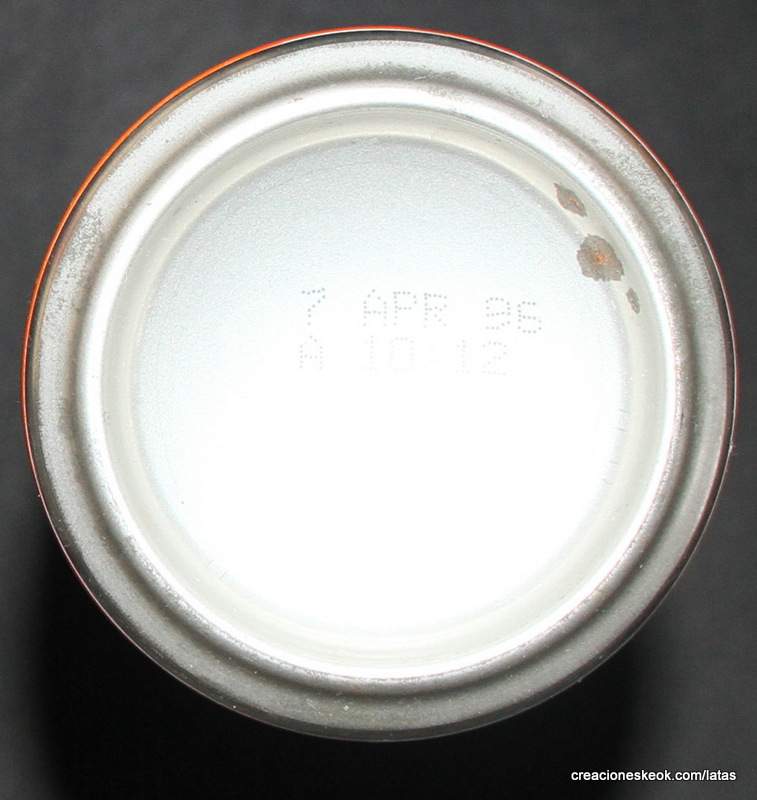 7 APR 96
A 10:12
creacioneskeok.com/latas